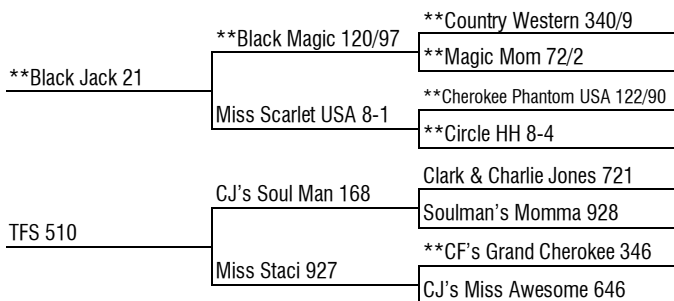 **Country Western 340/9
**Black Magic 120/97
**Magic Mom 72/2
**Black Jack 21
**Cherokee Phantom USA 122/90
Miss Scarlet USA 8-1
**Circle HH 8-4
Clark & Charlie Jones 721
CJ’s Soul Man 168
Soulman’s Momma 928
TFS 510
**CF’s Grand Cherokee 346
Miss Staci 927
CJ’s Miss Awesome 646